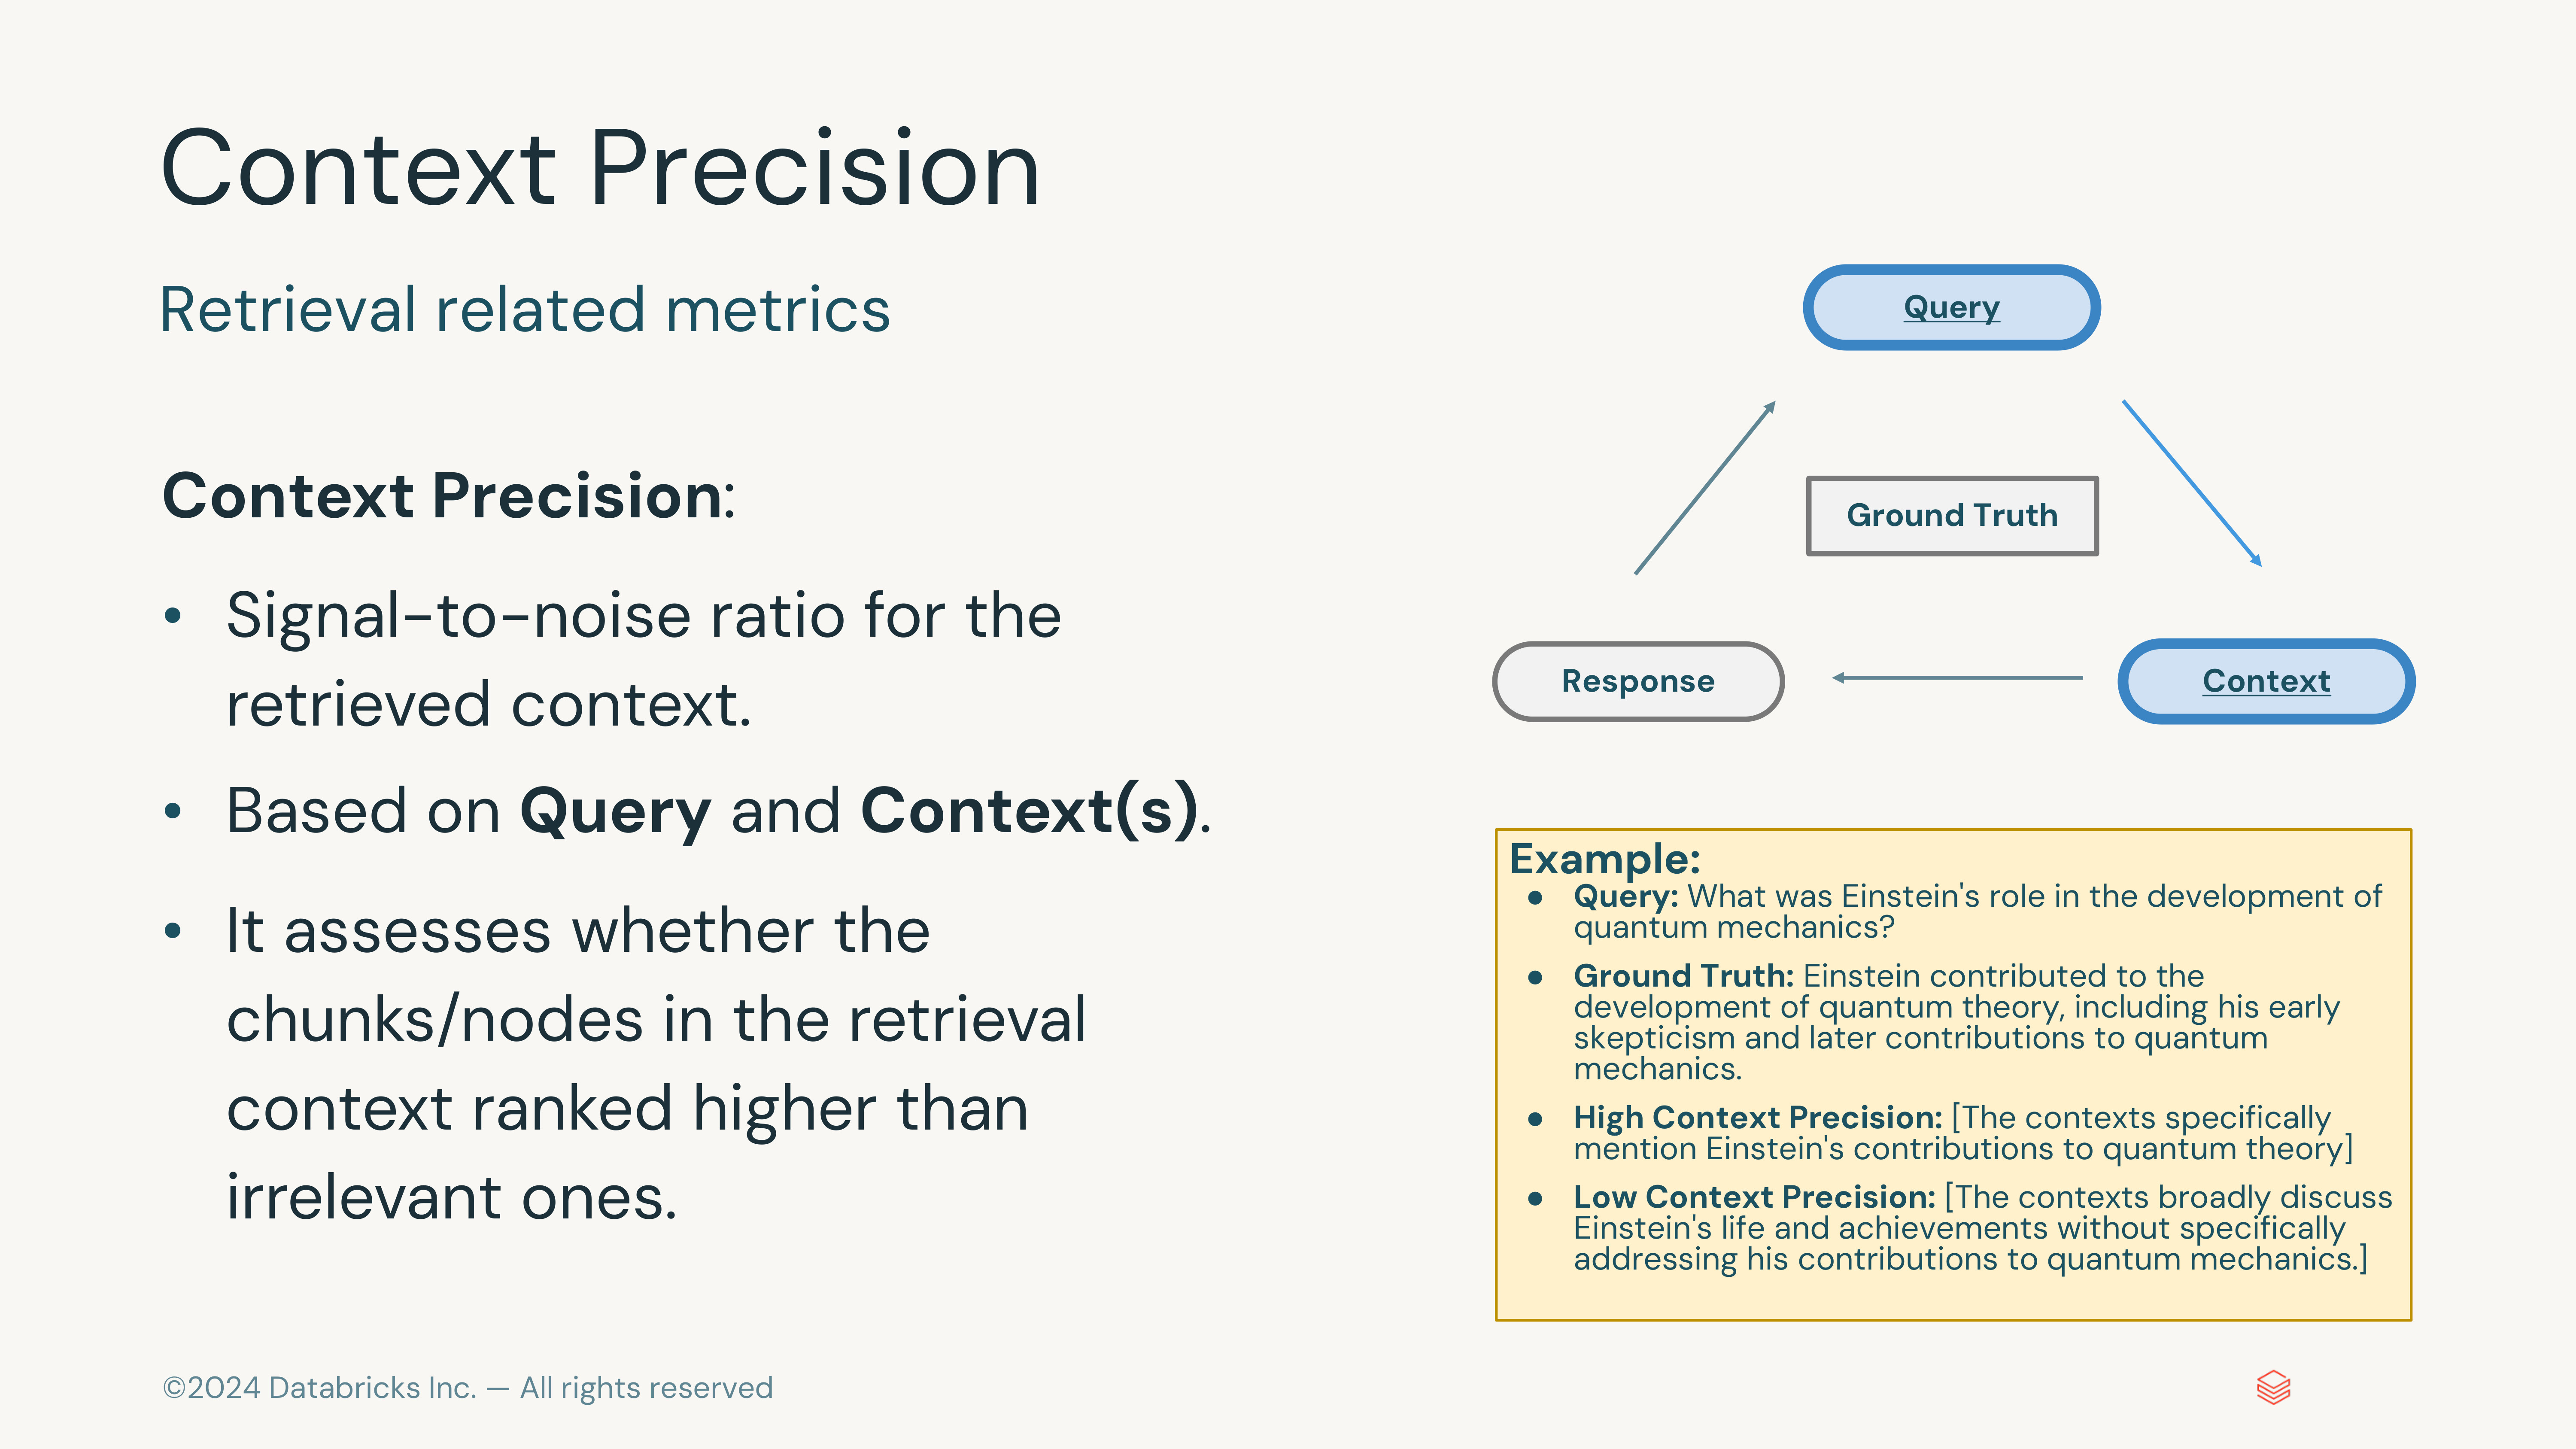 Context Precision
Retrieval related metrics
Context Precision:
• Signal-to-noise ratio for the
retrieved context.
• Based on Query and Context(s).
• It assesses whether the
chunks/nodes in the retrieval
context ranked higher than
irrelevant ones.
Query
Ground Truth
Response
Context
Example:
● Query: What was Einstein's role in the development of
quantum mechanics?
● Ground Truth: Einstein contributed to the
development of quantum theory, including his early
skepticism and later contributions to quantum
mechanics.
● High Context Precision: [The contexts specifically
mention Einstein's contributions to quantum theory]
● Low Context Precision: [The contexts broadly discuss
Einstein's life and achievements without specifically
addressing his contributions to quantum mechanics.]
©2024 Databricks Inc. — All rights reserved